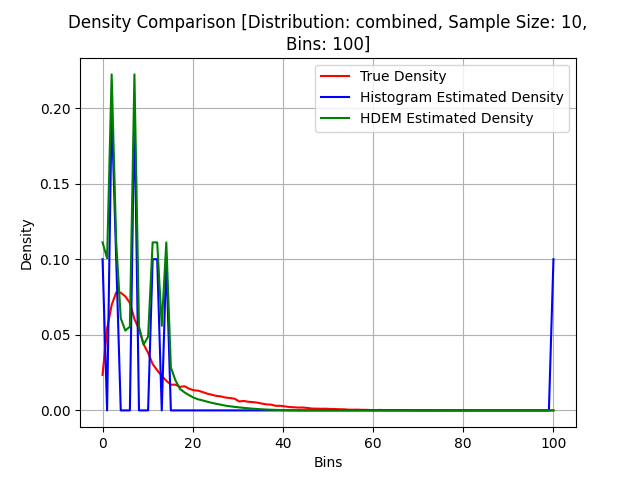 Density Comparison [Distribution: combined, Sample Size: 10,
Bins: 100]
True Density
Histogram Estimated Density
HDEM Estimated Density
Density
0.20
0.15
0.10
0.05
0.00
0 20 40 60 80 100
Bins